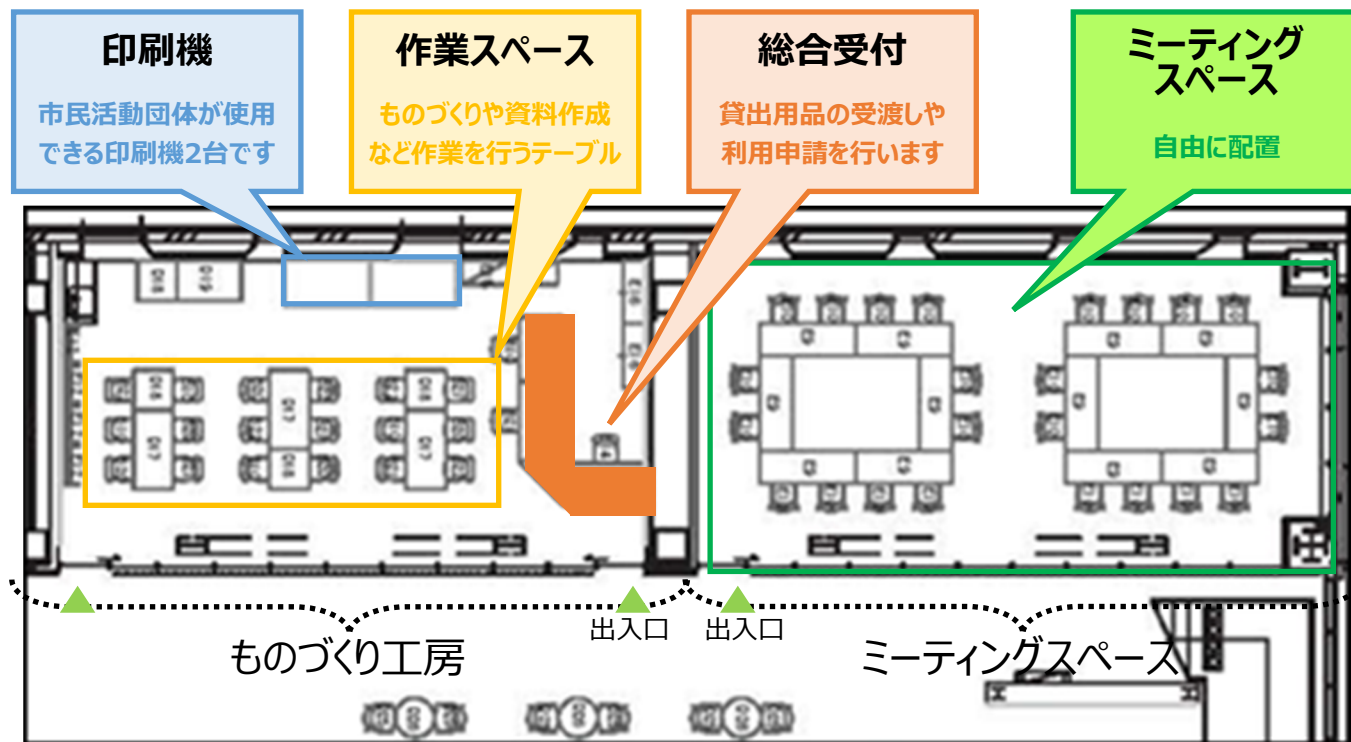 印刷機
市民活動団体が使用
できる印刷機2台です
作業スペース
ものづくりや資料作成
など作業を行うテーブル
総合受付
貸出用品の受渡しや
利用申請を行います
ミーティング
スペース
自由に配置
出入口
出入口
ものづくり工房
ミーティングスペース